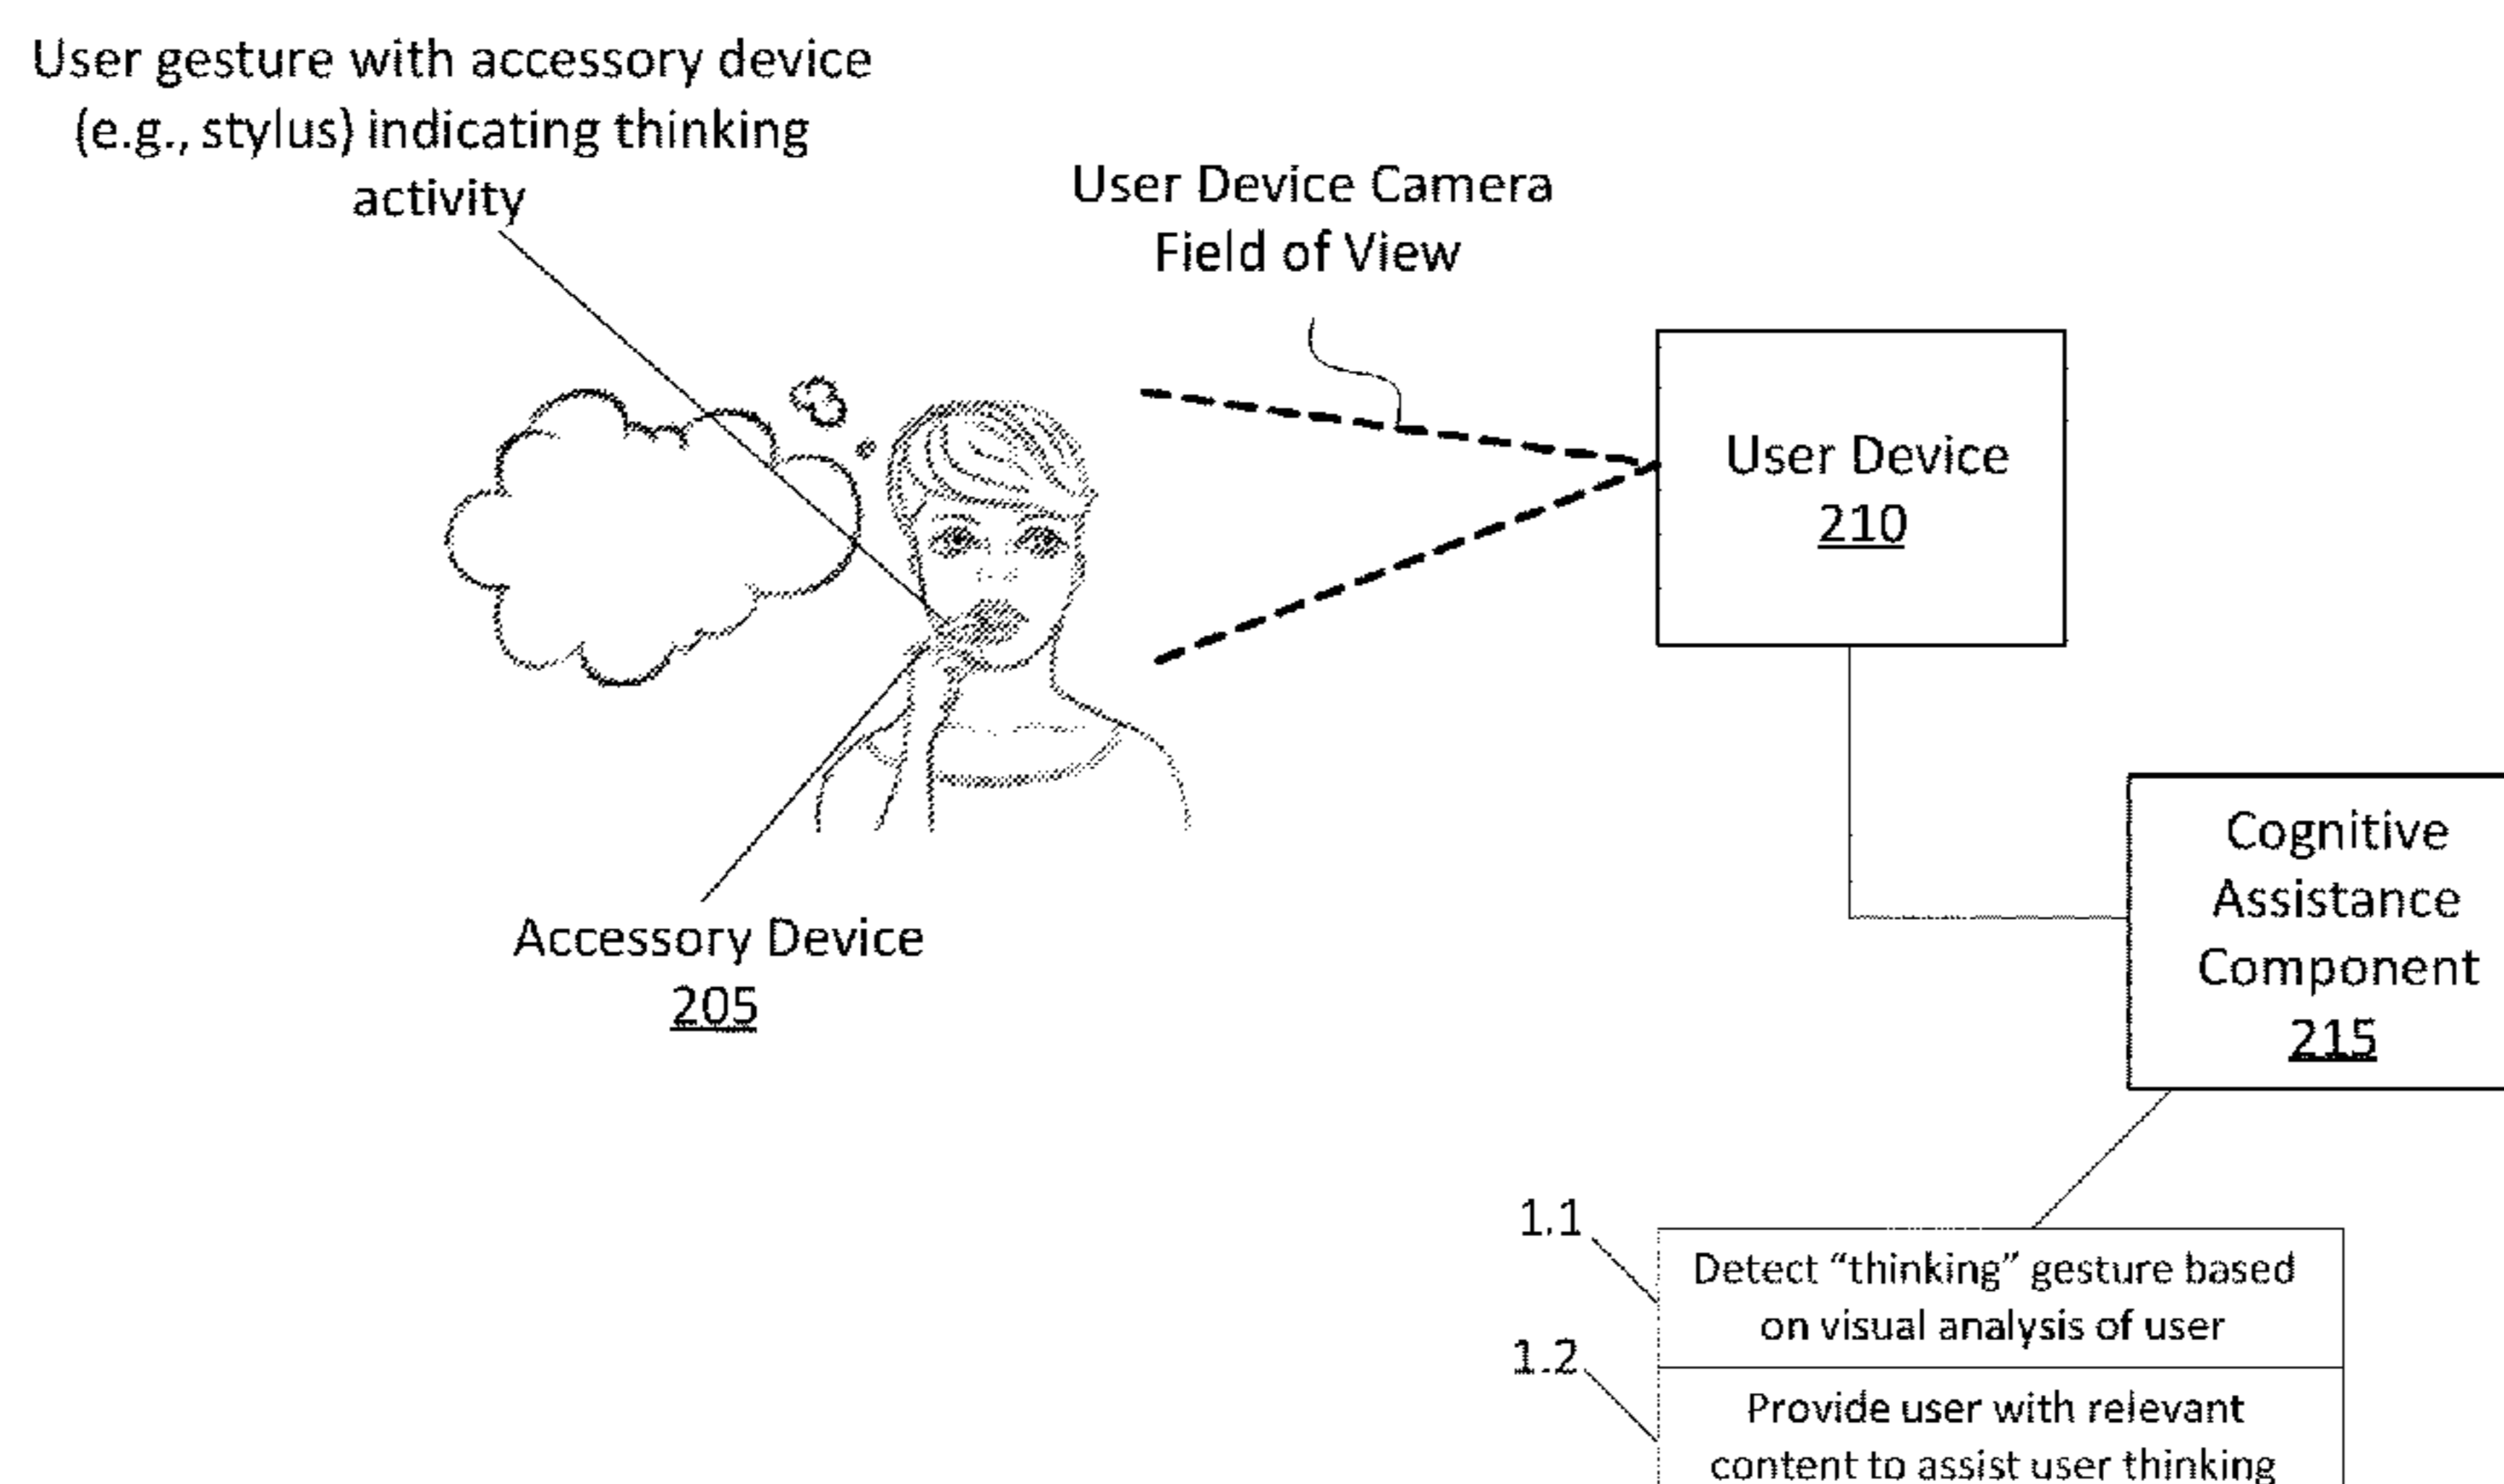 User gesture with accessory device
(e.g., stylus) indicating thinking
activity
User Device Camera
Field of View
User Device
210
Accessory Device
205
Cognitive
Assistance
Component
215
1.1
Detect “thinking” gesture based
on visual analysis of user
1.2
Provide user with relevant
content to assist user thinking